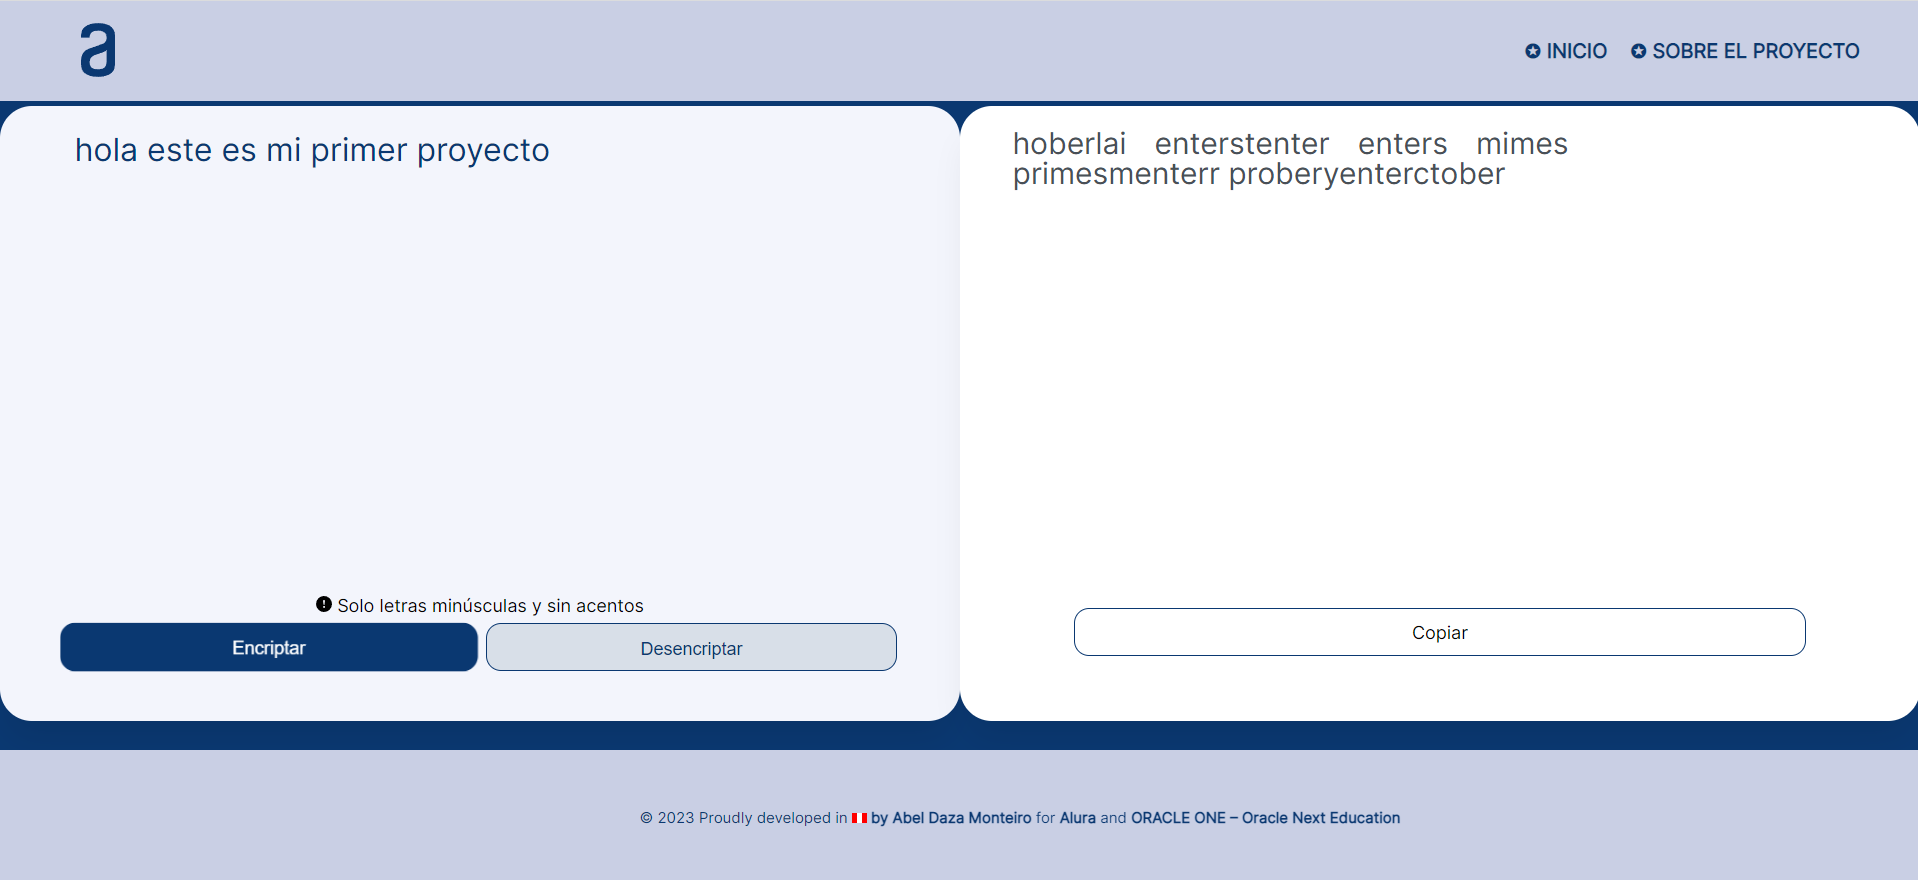 a
INICIO SOBRE EL PROYECTO
hola este es mi primer proyecto
hoberlai enterstenter enters mimes
primesmenterr proberyenterctober
Solo letras minúsculas y sin acentos
Encriptar Desencriptar
Copiar
© 2023 Proudly developed in by Abel Daza Monteiro for Alura and ORACLE ONE – Oracle Next Education